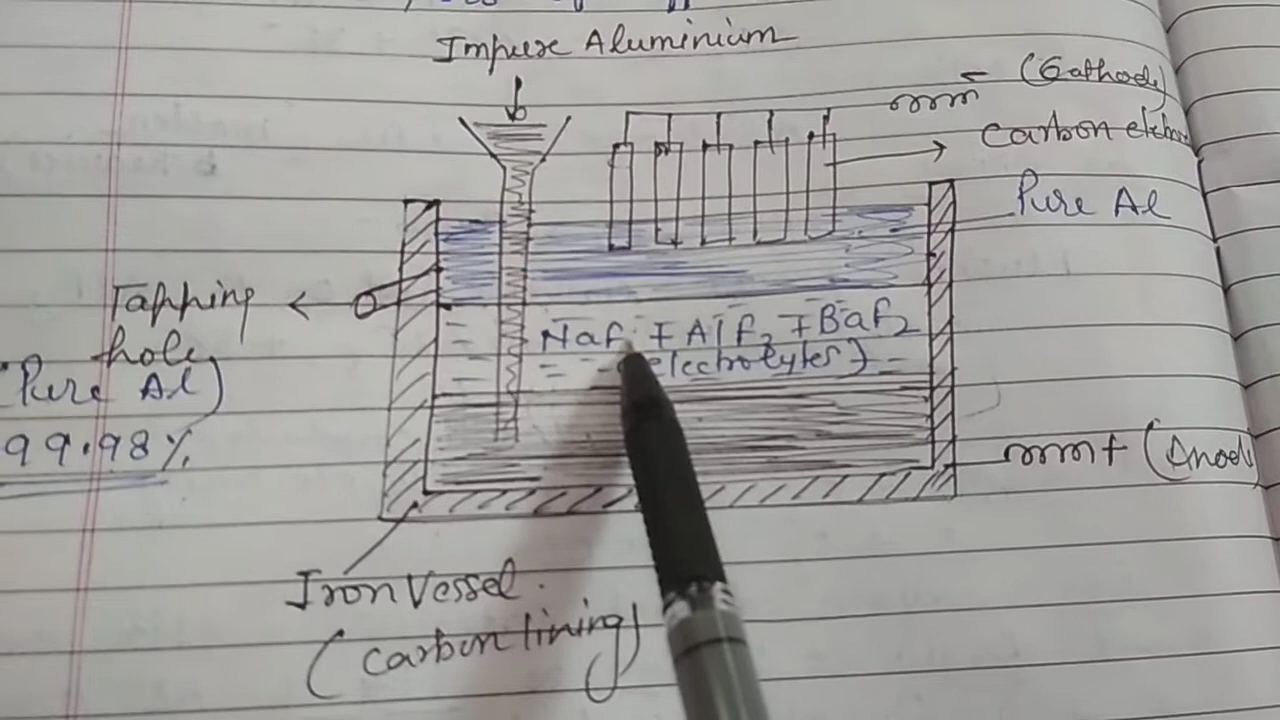 Impure Aluminium
- (Cathode)
Carbon
Pure Al
Tapping
hole
(Pure Al)
99.98%
NaF + AlF3 + BaF2
electrolytes}
+ (Anode
Iron Vessel.
(Carbon lining)